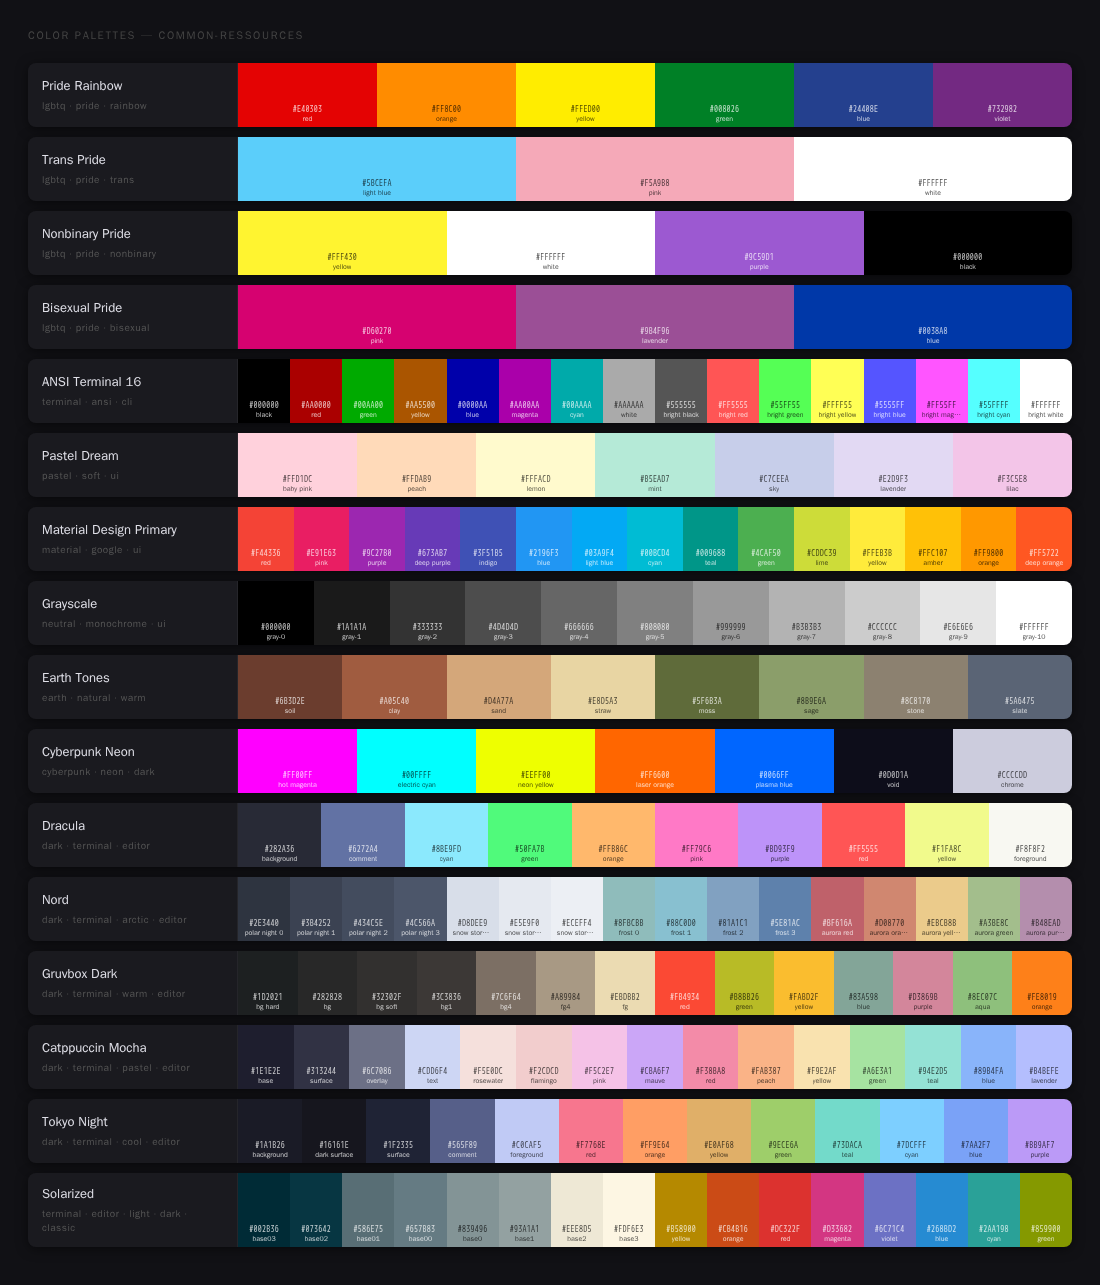 COLOR PALETTES — COMMON-RESSOURCES
Pride Rainbow
lgbtq · pride · rainbow
#E40303 #FF8C00 #FFED00 #008026 #24408E #732982
red orange yellow green blue violet
Trans Pride
lgbtq · pride · trans
#5BCEFA #F5A9B8 #FFFFFF
light blue pink white
Nonbinary Pride
lgbtq · pride · nonbinary
#FFF430 #FFFFFF #9C59D1 #000000
yellow white purple black
Bisexual Pride
lgbtq · pride · bisexual
#D60270 #9B4F96 #0038A8
pink lavender blue
ANSI Terminal 16
terminal · ansi · cli
#000000 #AA0000 #00AA00 #AA5500 #0000AA #AA00AA #00AAAA #AAAAAA #555555 #FF5555 #55FF55 #FFFF55 #5555FF #FF55FF #55FFFF #FFFFFF
black red green yellow blue magenta cyan white bright black bright red bright green bright yellow bright blue bright mag… bright cyan bright white
Pastel Dream
pastel · soft · ui
#FFD1DC #FFDAB9 #FFFACD #B5EAD7 #C7CEEA #E2D9F3 #F3C5E8
baby pink peach lemon mint sky lavender lilac
Material Design Primary
material · google · ui
#F44336 #E91E63 #9C27B0 #673AB7 #3F51B5 #2196F3 #03A9F4 #00BCD4 #009688 #4CAF50 #CDDC39 #FFEB3B #FFC107 #FF9800 #FF5722
red pink purple deep purple indigo blue light blue cyan teal green lime yellow amber orange deep orange
Grayscale
neutral · monochrome · ui
#000000 #1A1A1A #333333 #4D4D4D #666666 #808080 #999999 #B3B3B3 #CCCCCC #E6E6E6 #FFFFFF
gray-0 gray-1 gray-2 gray-3 gray-4 gray-5 gray-6 gray-7 gray-8 gray-9 gray-10
Earth Tones
earth · natural · warm
#6B3D2E #A05C40 #D4A77A #E8D5A3 #5F6B3A #8B9E6A #8C8170 #5A6475
soil clay sand straw moss sage stone slate
Cyberpunk Neon
cyberpunk · neon · dark
#FF00FF #00FFFF #EEFF00 #FF6600 #0066FF #0D0D1A #CCCCDD
hot magenta electric cyan neon yellow laser orange plasma blue void chrome
Dracula
dark · terminal · editor
#282A36 #6272A4 #8BE9FD #50FA7B #FFB86C #FF79C6 #BD93F9 #FF5555 #F1FA8C #F8F8F2
background comment cyan green orange pink purple red yellow foreground
Nord
dark · terminal · arctic · editor
#2E3440 #3B4252 #434C5E #4C566A #D8DEE9 #E5E9F0 #ECEFF4 #8FBCBB #88C0D0 #81A1C1 #5E81AC #BF616A #D08770 #EBCB8B #A3BE8C #B48EAD
polar night 0 polar night 1 polar night 2 polar night 3 snow stor… snow stor… snow stor… frost 0 frost 1 frost 2 frost 3 aurora red aurora ora… aurora yell… aurora green aurora pur…
Gruvbox Dark
dark · terminal · warm · editor
#1D2021 #282828 #32302F #3C3836 #7C6F64 #A89984 #EBDBB2 #FB4934 #B8BB26 #FABD2F #83A598 #D3869B #8EC07C #FE8019
bg hard bg bg soft bg1 bg4 fg4 fg red green yellow blue purple aqua orange
Catppuccin Mocha
dark · terminal · pastel · editor
#1E1E2E #313244 #6C7086 #CDD6F4 #F5E0DC #F2CDCD #F5C2E7 #CBA6F7 #F38BA8 #FAB387 #F9E2AF #A6E3A1 #94E2D5 #89B4FA #B4BEFE
base surface overlay text rosewater flamingo pink mauve red peach yellow green teal blue lavender
Tokyo Night
dark · terminal · cool · editor
#1A1B26 #16161E #1F2335 #565F89 #C0CAF5 #F7768E #FF9E64 #E0AF68 #9ECE6A #73DACA #7DCFFF #7AA2F7 #BB9AF7
background dark surface surface comment foreground red orange yellow green teal cyan blue purple
Solarized
terminal · editor · light · dark ·
classic
#002B36 #073642 #586E75 #657B83 #839496 #93A1A1 #EEE8D5 #FDF6E3 #B58900 #CB4B16 #DC322F #D33682 #6C71C4 #268BD2 #2AA198 #859900
base03 base02 base01 base00 base0 base1 base2 base3 yellow orange red magenta violet blue cyan green